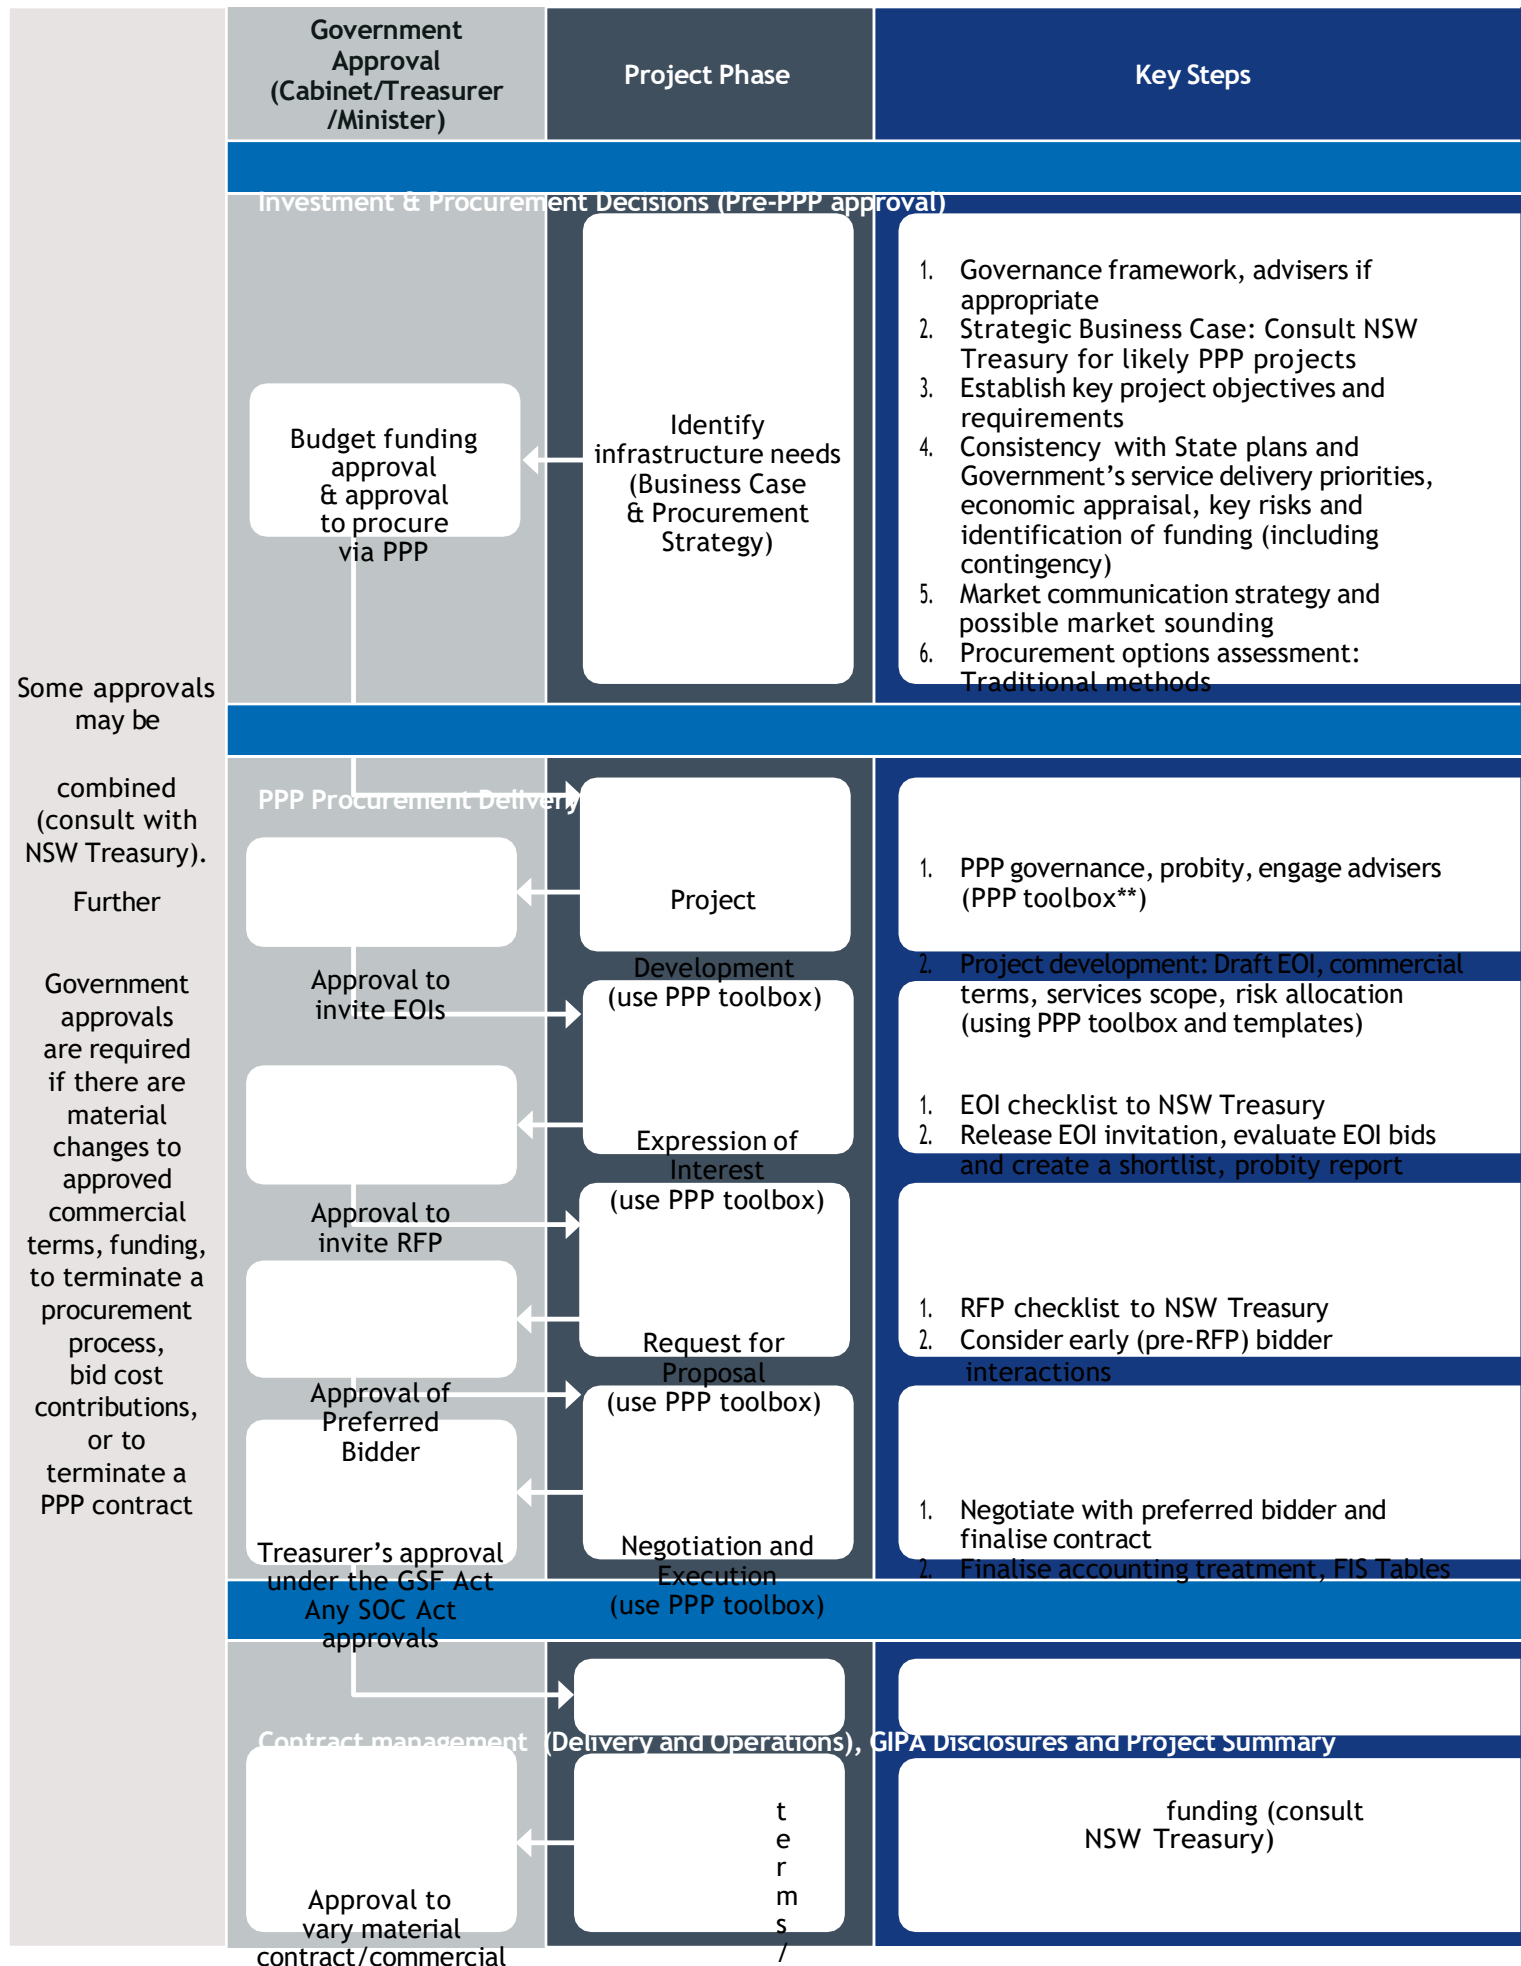 Government
Approval
(Cabinet/Treasurer
/Minister)
Project Phase
Key Steps
Investment & Procurement Decisions (Pre-PPP approval)
Budget funding
approval
& approval
to procure
via PPP
Identify
infrastructure needs
(Business Case
& Procurement
Strategy)
1. Governance framework, advisers if
appropriate
2. Strategic Business Case: Consult NSW
Treasury for likely PPP projects
3. Establish key project objectives and
requirements
4. Consistency with State plans and
Government’s service delivery priorities,
economic appraisal, key risks and
identification of funding (including
contingency)
5. Market communication strategy and
possible market sounding
6. Procurement options assessment:
Traditional methods
Some approvals
may be
combined
(consult with
NSW Treasury).
Further
Government
approvals
are required
if there are
material
changes to
approved
commercial
terms, funding,
to terminate a
procurement
process,
bid cost
contributions,
or to
terminate a
PPP contract
PPP Procurement Delivery
Approval to
invite EOIs
Project
Development
(use PPP toolbox)
1. PPP governance, probity, engage advisers
(PPP toolbox**)
2. Project development: Draft EOI, commercial
terms, services scope, risk allocation
(using PPP toolbox and templates)
Approval to
invite RFP
Expression of
Interest
(use PPP toolbox)
1. EOI checklist to NSW Treasury
2. Release EOI invitation, evaluate EOI bids
and create a shortlist, probity report
Approval of
Preferred
Bidder
Request for
Proposal
(use PPP toolbox)
1. RFP checklist to NSW Treasury
2. Consider early (pre-RFP) bidder
interactions
Treasurer’s approval
under the GSF Act
Any SOC Act
approvals
Negotiation and
Execution
(use PPP toolbox)
1. Negotiate with preferred bidder and
finalise contract
2. Finalise accounting treatment, FIS Tables
Contract management (Delivery and Operations), GIPA Disclosures and Project Summary
Approval to
vary material
contract/commercial
t
e
r
m
s
/
funding (consult
NSW Treasury)